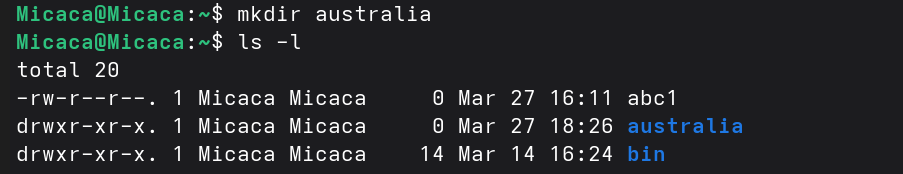 Micaca@Micaca:~$ mkdir australia
Micaca@Micaca:~$ ls -l
total 20
-rw-r--r--. 1 Micaca Micaca     0 Mar 27 16:11 abc1
drwxr-xr-x. 1 Micaca Micaca     0 Mar 27 18:26 australia
drwxr-xr-x. 1 Micaca Micaca    14 Mar 14 16:24 bin